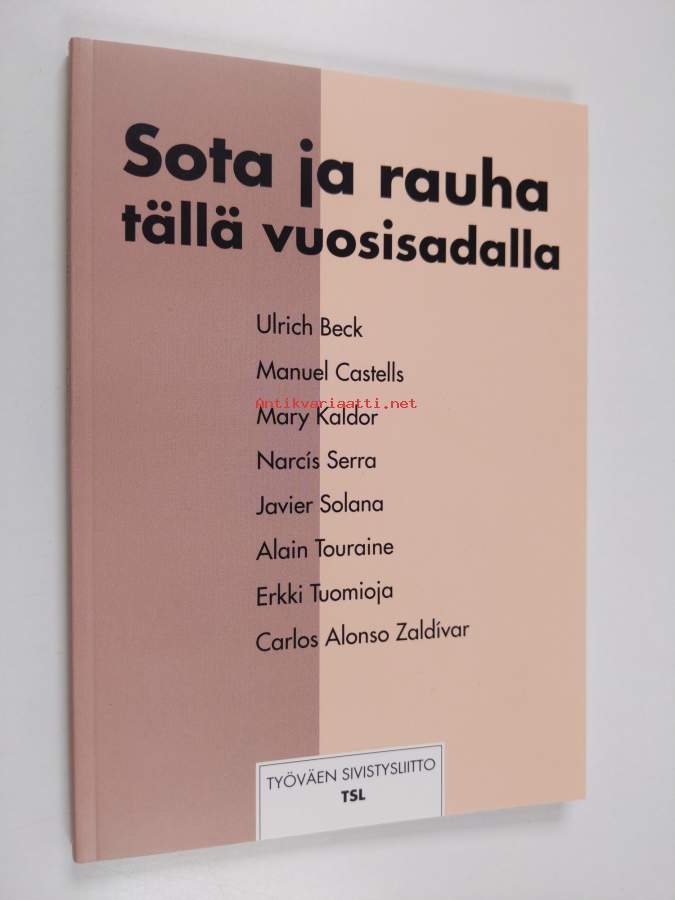 Sota ja rauha
tällä vuosisadalla
Ulrich Beck
Manuel Castells
Antikvariaatti.net
Mary Kaldor
Narcís Serra
Javier Solana
Alain Touraine
Erkki Tuomioja
Carlos Alonso Zaldívar
TYÖVÄEN SIVISTYSLIITTO
TSL